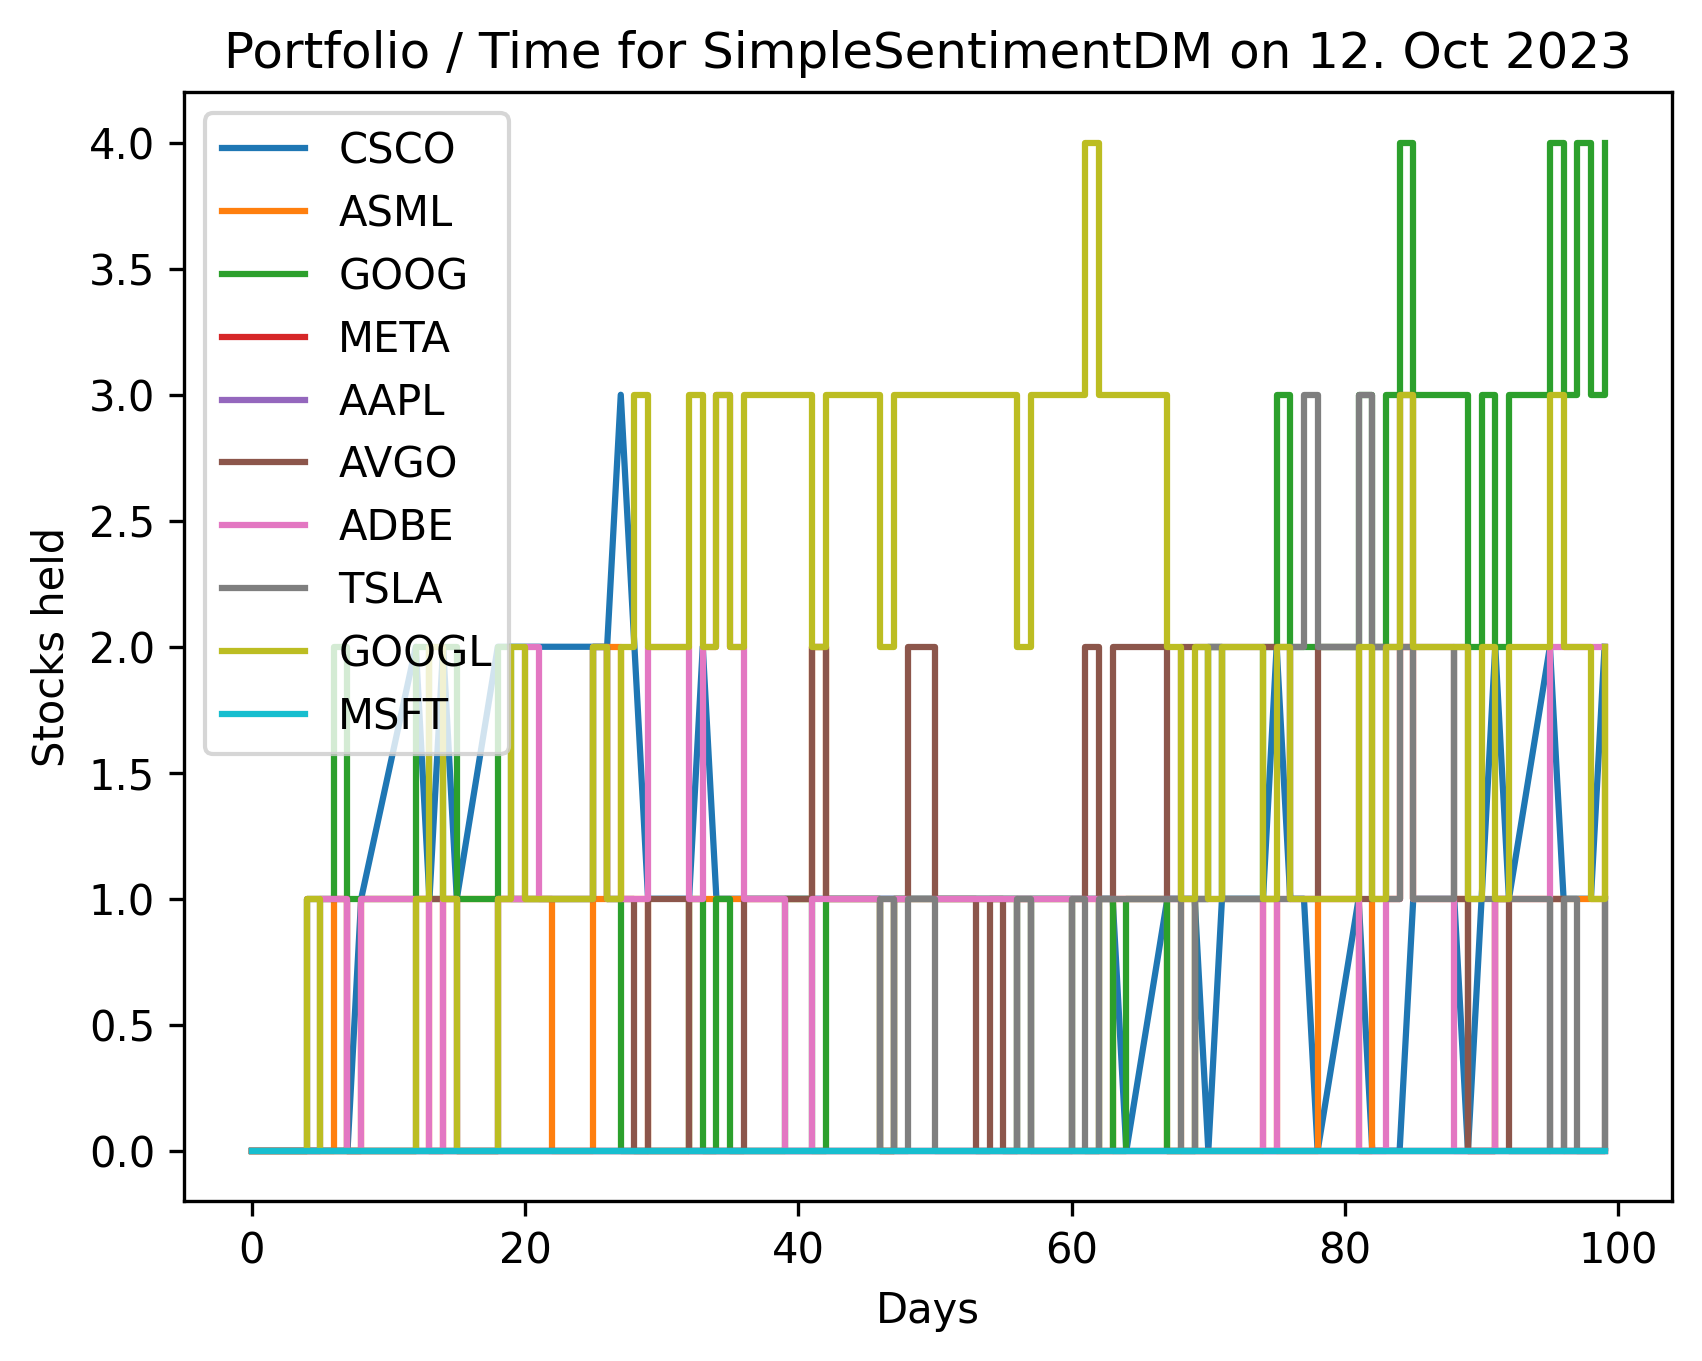 Portfolio / Time for SimpleSentimentDM on 12. Oct 2023
4.0
3.5
3.0
2.5
2.0
1.5
1.0
0.5
0.0
Stocks held
CSCO
ASML
GOOG
META
AAPL
AVGO
ADBE
TSLA
GOOGL
MSFT
0 20 40 60 80 100
Days